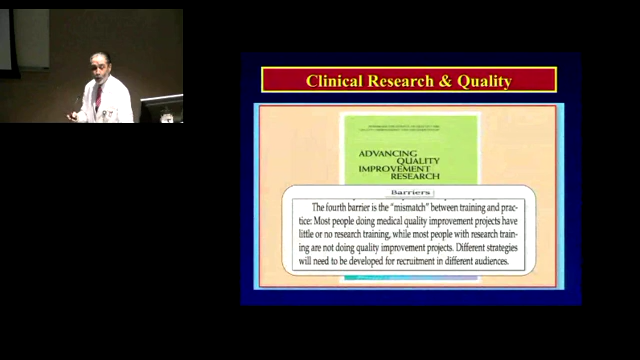 Clinical Research & Quality
ADVANCING
QUALITY
IMPROVEMENT
RESEARCH
Barriers
The fourth barrier is the "mismatch" between training and prac-
tice: Most people doing medical quality improvement projects have
little or no research training, while most people with research train-
ing are not doing quality improvement projects. Different strategies
will need to be developed for recruitment in different audiences.